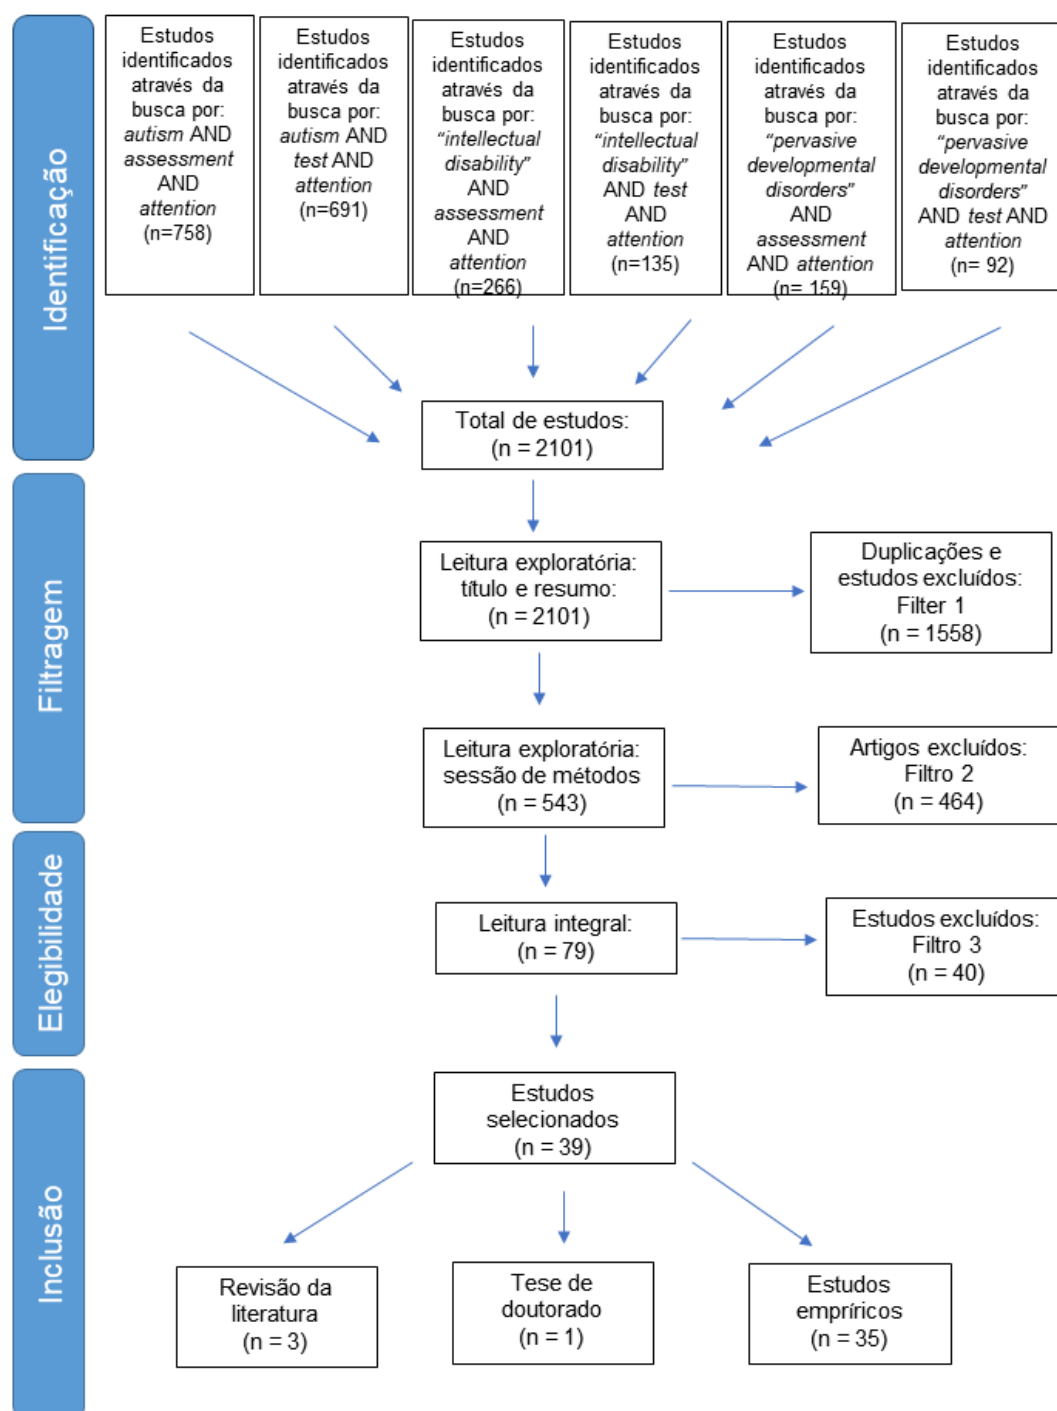 Identificação
Estudos
identificados
através da
busca por:
autism AND
assessment
AND
attention
(n=758)
Estudos
identificados
através da
busca por:
autism AND
test AND
attention
(n=691)
Estudos
identificados
através da
busca por:
“intellectual
disability”
AND
assessment
AND
attention
(n=266)
Estudos
identificados
através da
busca por:
“intellectual
disability”
AND test
AND
attention
(n=135)
Estudos
identificados
através da
busca por:
“pervasive
developmental
disorders”
AND
assessment
AND attention
(n= 159)
Estudos
identificados
através da
busca por:
“pervasive
developmental
disorders”
AND test AND
attention
(n= 92)
Total de estudos:
(n = 2101)
Filtragem
Leitura exploratória:
título e resumo:
(n = 2101)
Duplicações e
estudos excluídos:
Filter 1
(n = 1558)
Leitura exploratória:
sessão de métodos
(n = 543)
Artigos excluídos:
Filtro 2
(n = 464)
Elegibilidade
Leitura integral:
(n = 79)
Estudos excluídos:
Filtro 3
(n = 40)
Inclusão
Estudos
selecionados
(n = 39)
Revisão da
literatura
(n = 3)
Tese de
doutorado
(n = 1)
Estudos
empríricos
(n = 35)